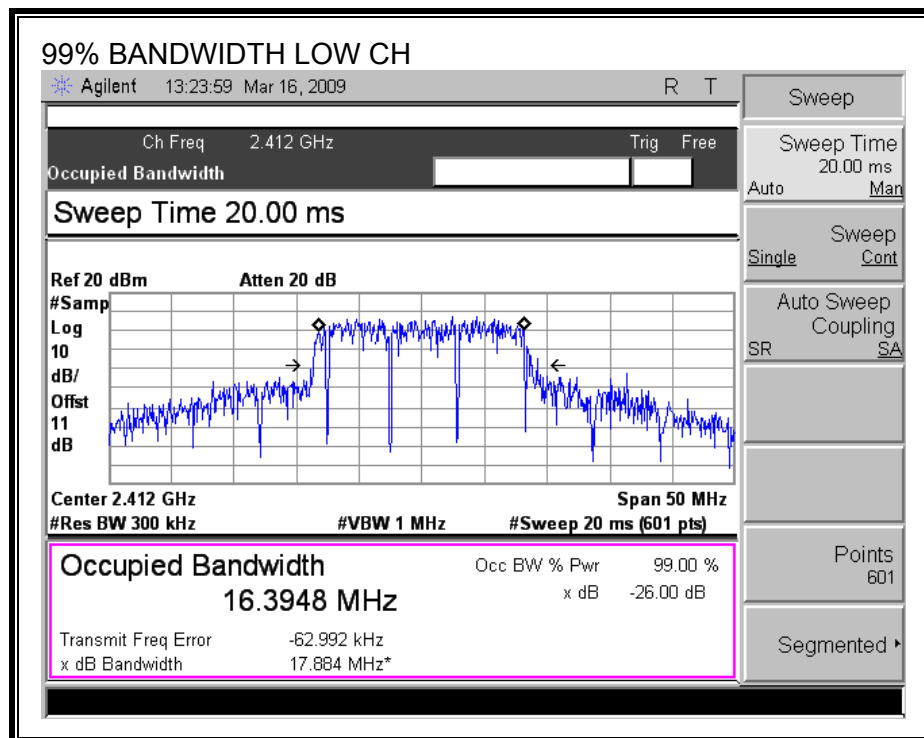 99% BANDWIDTH LOW CH
Agilent 13:23:59 Mar 16, 2009 R T
Ch Freq 2.412 GHz Trig Free
Occupied Bandwidth
Sweep Time 20.00 ms
Ref 20 dBm Atten 20 dB
#Samp
Log
10
dB/
Offst
11
dB
Center 2.412 GHz Span 50 MHz
#Res BW 300 kHz #VBW 1 MHz #Sweep 20 ms (601 pts)
Occupied Bandwidth Occ BW % Pwr 99.00 %
16.3948 MHz x dB -26.00 dB
Transmit Freq Error -62.992 kHz
x dB Bandwidth 17.884 MHz*
Sweep
Sweep Time
20.00 ms
Auto Man
Sweep
Single Cont
Auto Sweep
Coupling
SR SA
Points
601
Segmented